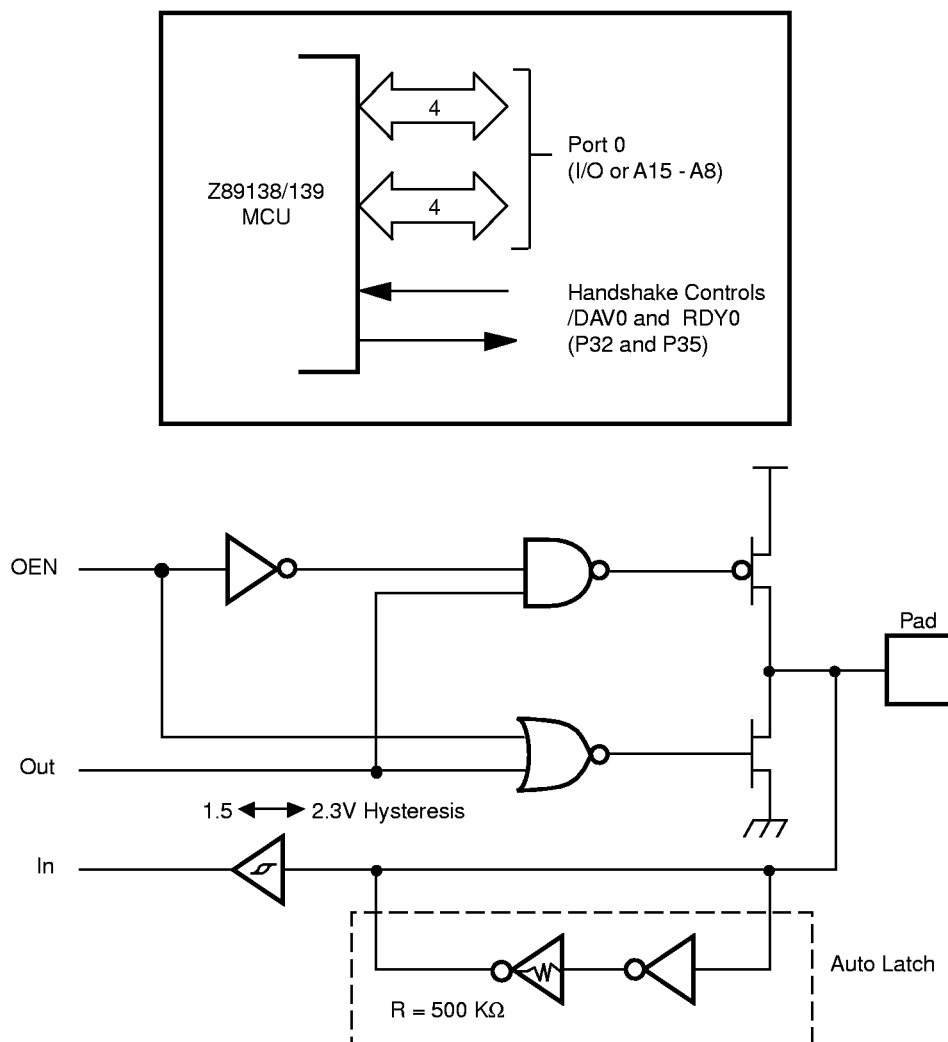 Z89138/139
MCU
4
4
Port 0
(I/O or A15 - A8)
Handshake Controls
/DAV0 and RDY0
(P32 and P35)
OEN
Pad
Out
1.5 2.3V Hysteresis
In
Auto Latch
R = 500 KΩ